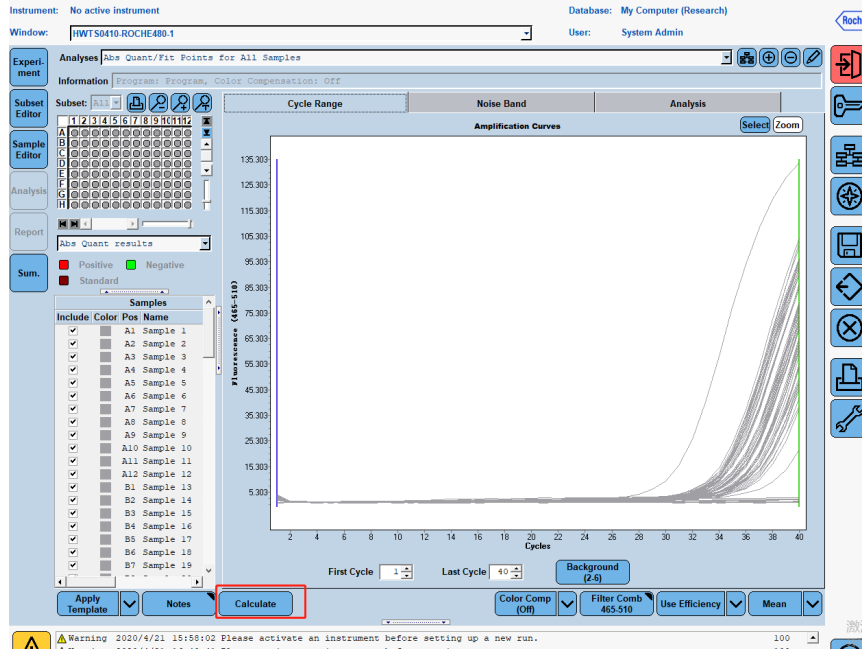 Instrument: No active instrument Database: My Computer (Research)
Window: HWTS0410-ROCHE480-1 User: System Admin
Roch
Experi-
ment
Subset
Editor
Sample
Editor
Analysis
Report
Sum.
Analyses Abs Quant/Fit Points for All Samples
Information Program: Program, Color Compensation: Off
Subset: All
1 2 3 4 5 6 7 8 9 10 11 12
A
B
C
D
E
F
G
H
Abs Quant results
Positive Negative
Standard
Samples
Include Color Pos Name
A1 Sample 1
A2 Sample 2
A3 Sample 3
A4 Sample 4
A5 Sample 5
A6 Sample 6
A7 Sample 7
A8 Sample 8
A9 Sample 9
A10 Sample 10
A11 Sample 11
A12 Sample 12
B1 Sample 13
B2 Sample 14
B3 Sample 15
B4 Sample 16
B5 Sample 17
B6 Sample 18
B7 Sample 19
Cycle Range Noise Band Analysis
Amplification Curves
Select Zoom
Fluorescence (465-510)
135.303
125.303
115.303
105.303
95.303
85.303
75.303
65.303
55.303
45.303
35.303
25.303
15.303
5.303
2 4 6 8 10 12 14 16 18 20 22 24 26 28 30 32 34 36 38 40
Cycles
First Cycle 1 Last Cycle 40 Background
(2-6)
Apply
Template
Notes
Calculate
Color Comp
(Off)
Filter Comb
465-510
Use Efficiency
Mean
Warning 2020/4/21 15:58:02 Please activate an instrument before setting up a new run. 100